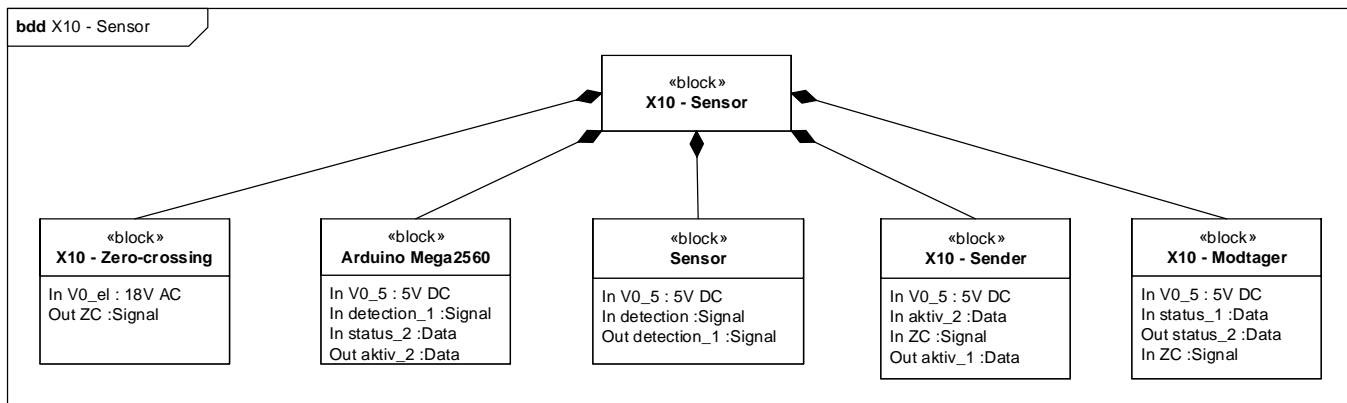 bdd X10 - Sensor
«block»
X10 - Sensor
«block»
X10 - Zero-crossing
In V0_el : 18V AC
Out ZC :Signal
«block»
Arduino Mega2560
In V0_5 : 5V DC
In detection_1 :Signal
In status_2 :Data
Out aktiv_2 :Data
«block»
Sensor
In V0_5 : 5V DC
In detection :Signal
Out detection_1 :Signal
«block»
X10 - Sender
In V0_5 : 5V DC
In aktiv_2 :Data
In ZC :Signal
Out aktiv_1 :Data
«block»
X10 - Modtager
In V0_5 : 5V DC
In status_1 :Data
Out status_2 :Data
In ZC :Signal